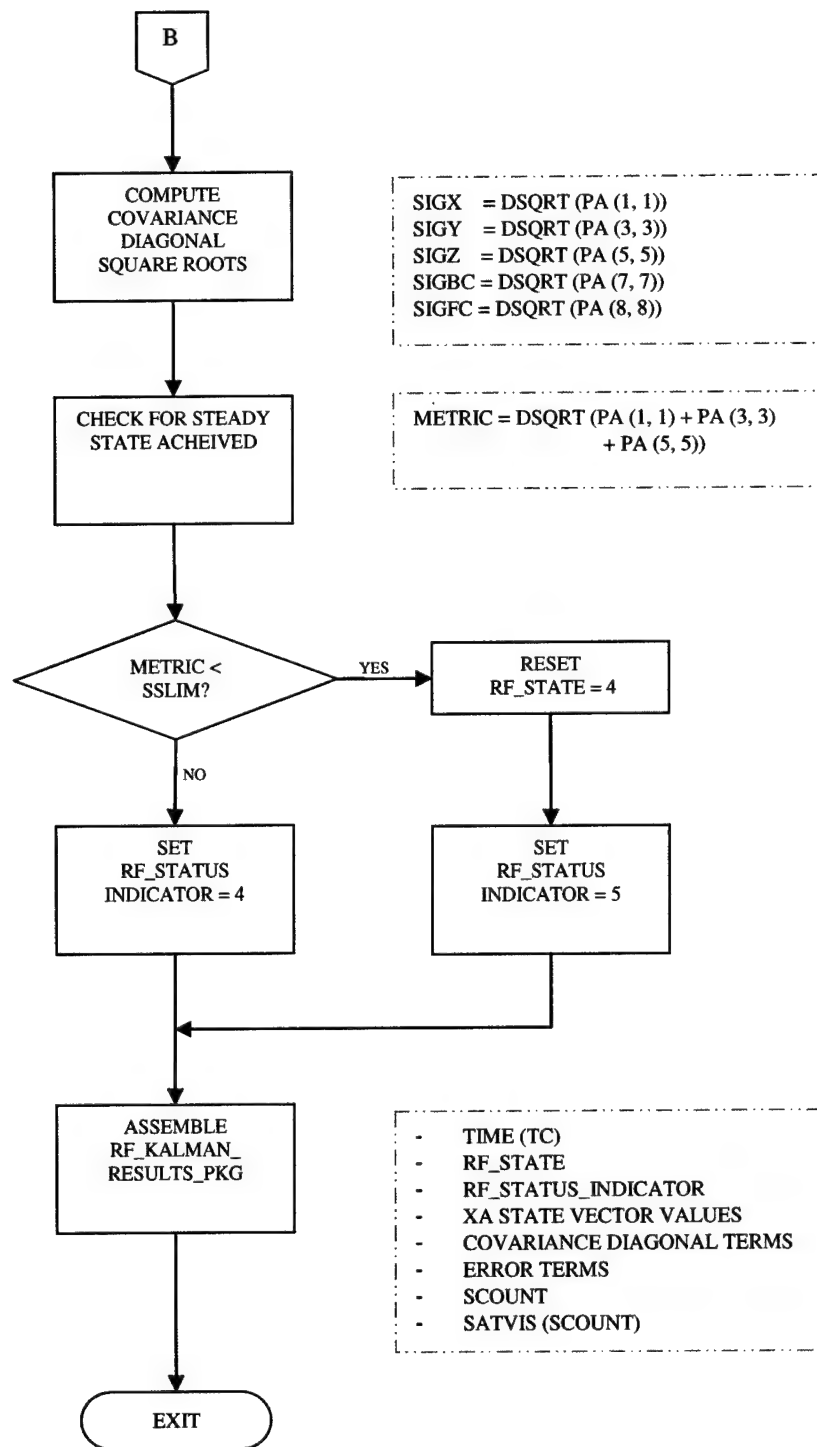 B
COMPUTE
COVARIANCE
DIAGONAL
SQUARE ROOTS
SIGX = DSQRT (PA (1, 1))
SIGY = DSQRT (PA (3, 3))
SIGZ = DSQRT (PA (5, 5))
SIGBC = DSQRT (PA (7, 7))
SIGFC = DSQRT (PA (8, 8))
CHECK FOR STEADY
STATE ACHEIVED
METRIC = DSQRT (PA (1, 1) + PA (3, 3)
+ PA (5, 5))
METRIC <
SSLIM?
YES
RESET
RF_STATE = 4
NO
SET
RF_STATUS
INDICATOR = 4
SET
RF_STATUS
INDICATOR = 5
ASSEMBLE
RF_KALMAN_
RESULTS_PKG
- TIME (TC)
- RF_STATE
- RF_STATUS_INDICATOR
- XA STATE VECTOR VALUES
- COVARIANCE DIAGONAL TERMS
- ERROR TERMS
- SCOUNT
- SATVIS (SCOUNT)
EXIT